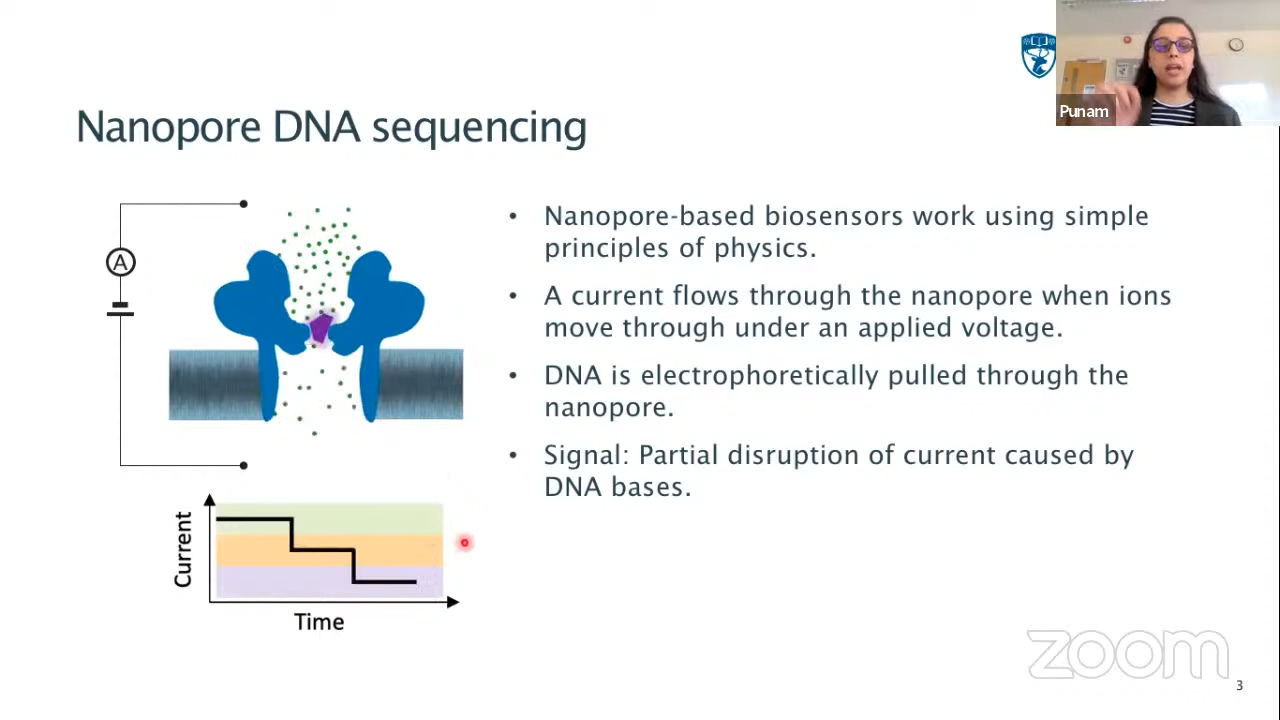 Punam
Nanopore DNA sequencing
A
• Nanopore-based biosensors work using simple
principles of physics.
• A current flows through the nanopore when ions
move through under an applied voltage.
• DNA is electrophoretically pulled through the
nanopore.
• Signal: Partial disruption of current caused by
DNA bases.
Current
Time
zoom
3